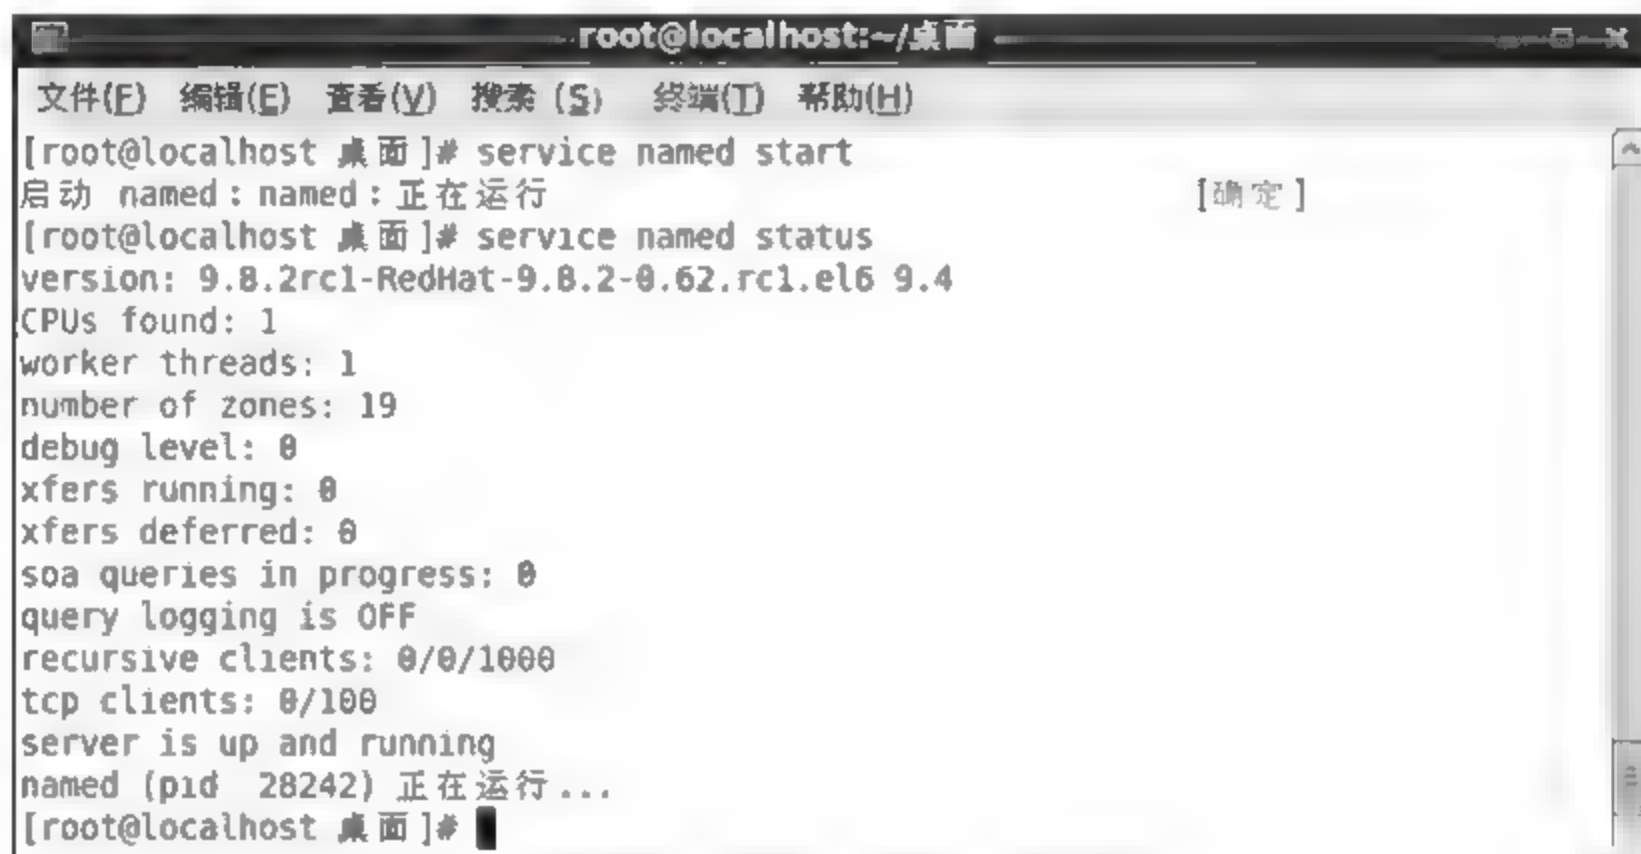 root@localhost:~/桌面
文件(F) 编辑(E) 查看(V) 搜索 (S) 终端(T) 帮助(H)
[root@localhost 桌面]# service named start
启动 named：named：正在运行 [确定]
[root@localhost 桌面]# service named status
version: 9.8.2rc1-RedHat-9.8.2-0.62.rc1.el6 9.4
CPUs found: 1
worker threads: 1
number of zones: 19
debug level: 0
xfers running: 0
xfers deferred: 0
soa queries in progress: 0
query logging is OFF
recursive clients: 0/0/1000
tcp clients: 0/100
server is up and running
named (pid  28242) 正在运行...
[root@localhost 桌面]#